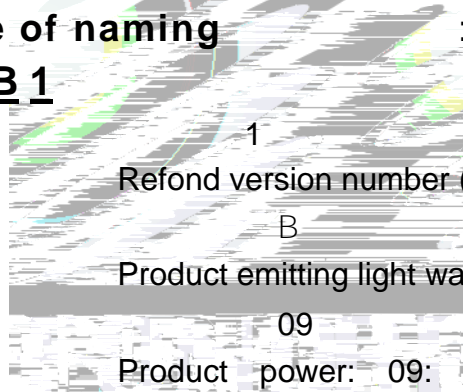 e of naming
B 1
1
Refond version number (
B
Product emitting light wa
09
Product power: 09: